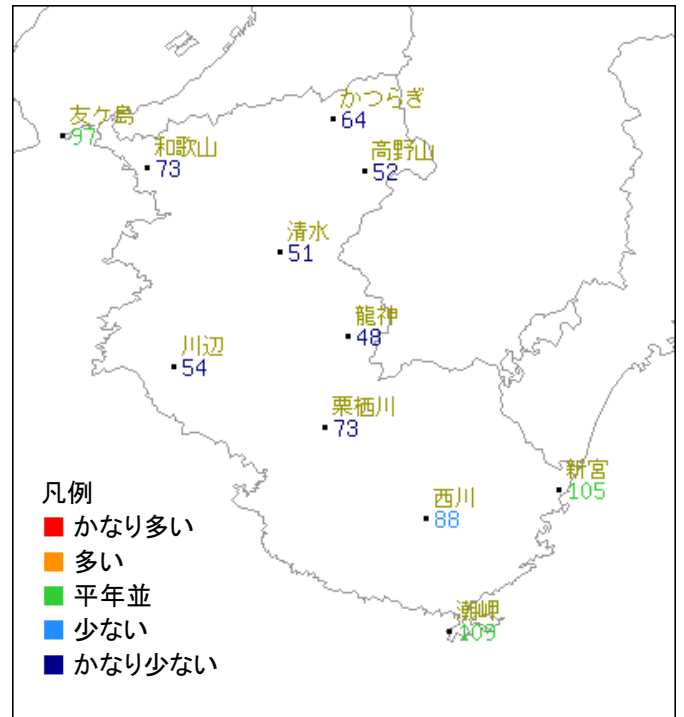 かつらぎ
64
友ケ島
97
和歌山
73
高野山
52
清水
51
龍神
48
川辺
54
栗栖川
73
新宮
105
西川
88
潮岬
109
凡例
かなり多い
多い
平年並
少ない
かなり少ない